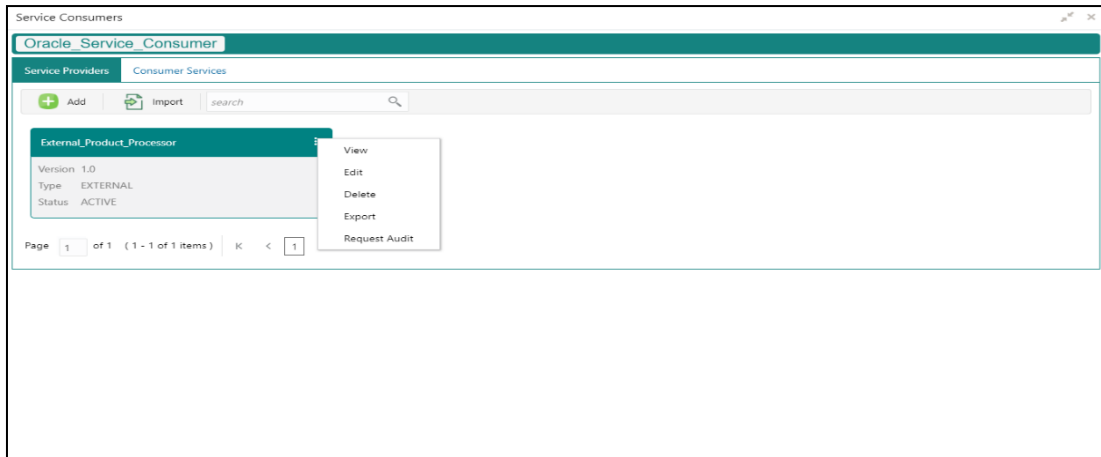 Service Consumers
Oracle_Service_Consumer
Service Providers Consumer Services
Add Import search
External_Product_Processor
Version 1.0
Type EXTERNAL
Status ACTIVE
View
Edit
Delete
Export
Request Audit
Page 1 of 1 ( 1 - 1 of 1 items ) K < 1